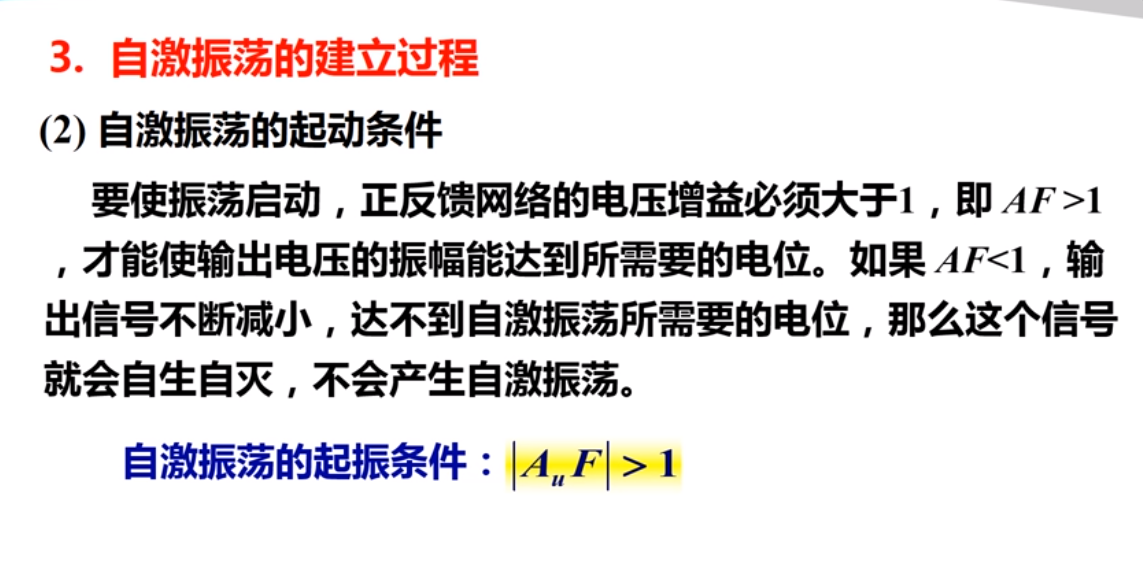 3. 自激振荡的建立过程
(2) 自激振荡的起动条件
要使振荡启动，正反馈网络的电压增益必须大于1，即 AF >1
，才能使输出电压的振幅能达到所需要的电位。如果 AF<1，输
出信号不断减小，达不到自激振荡所需要的电位，那么这个信号
就会自生自灭，不会产生自激振荡。
自激振荡的起振条件：|AᵤF| > 1